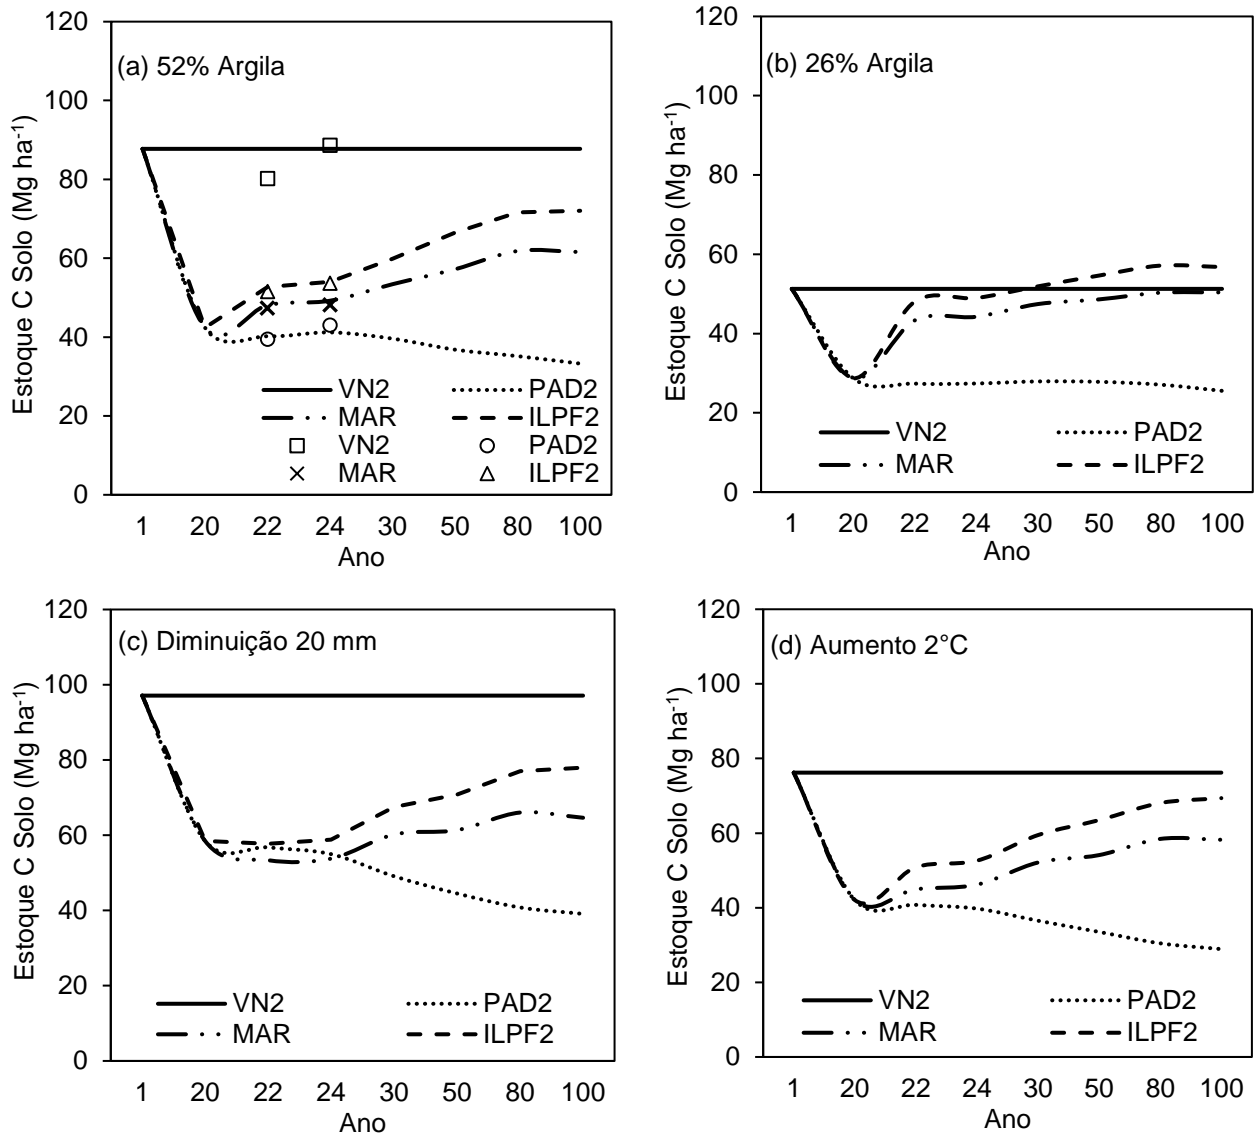 (a) 52% Argila
Estoque C Solo (Mg ha⁻¹)
120
100
80
60
40
20
0
1 20 22 24 30 50 80 100
Ano
VN2 PAD2
MAR ILPF2
VN2 PAD2
MAR ILPF2
(b) 26% Argila
Estoque C Solo (Mg ha⁻¹)
120
100
80
60
40
20
0
1 20 22 24 30 50 80 100
Ano
VN2 PAD2
MAR ILPF2
(c) Diminuição 20 mm
Estoque C Solo (Mg ha⁻¹)
120
100
80
60
40
20
0
1 20 22 24 30 50 80 100
Ano
VN2 PAD2
MAR ILPF2
(d) Aumento 2°C
Estoque C Solo (Mg ha⁻¹)
120
100
80
60
40
20
0
1 20 22 24 30 50 80 100
Ano
VN2 PAD2
MAR ILPF2